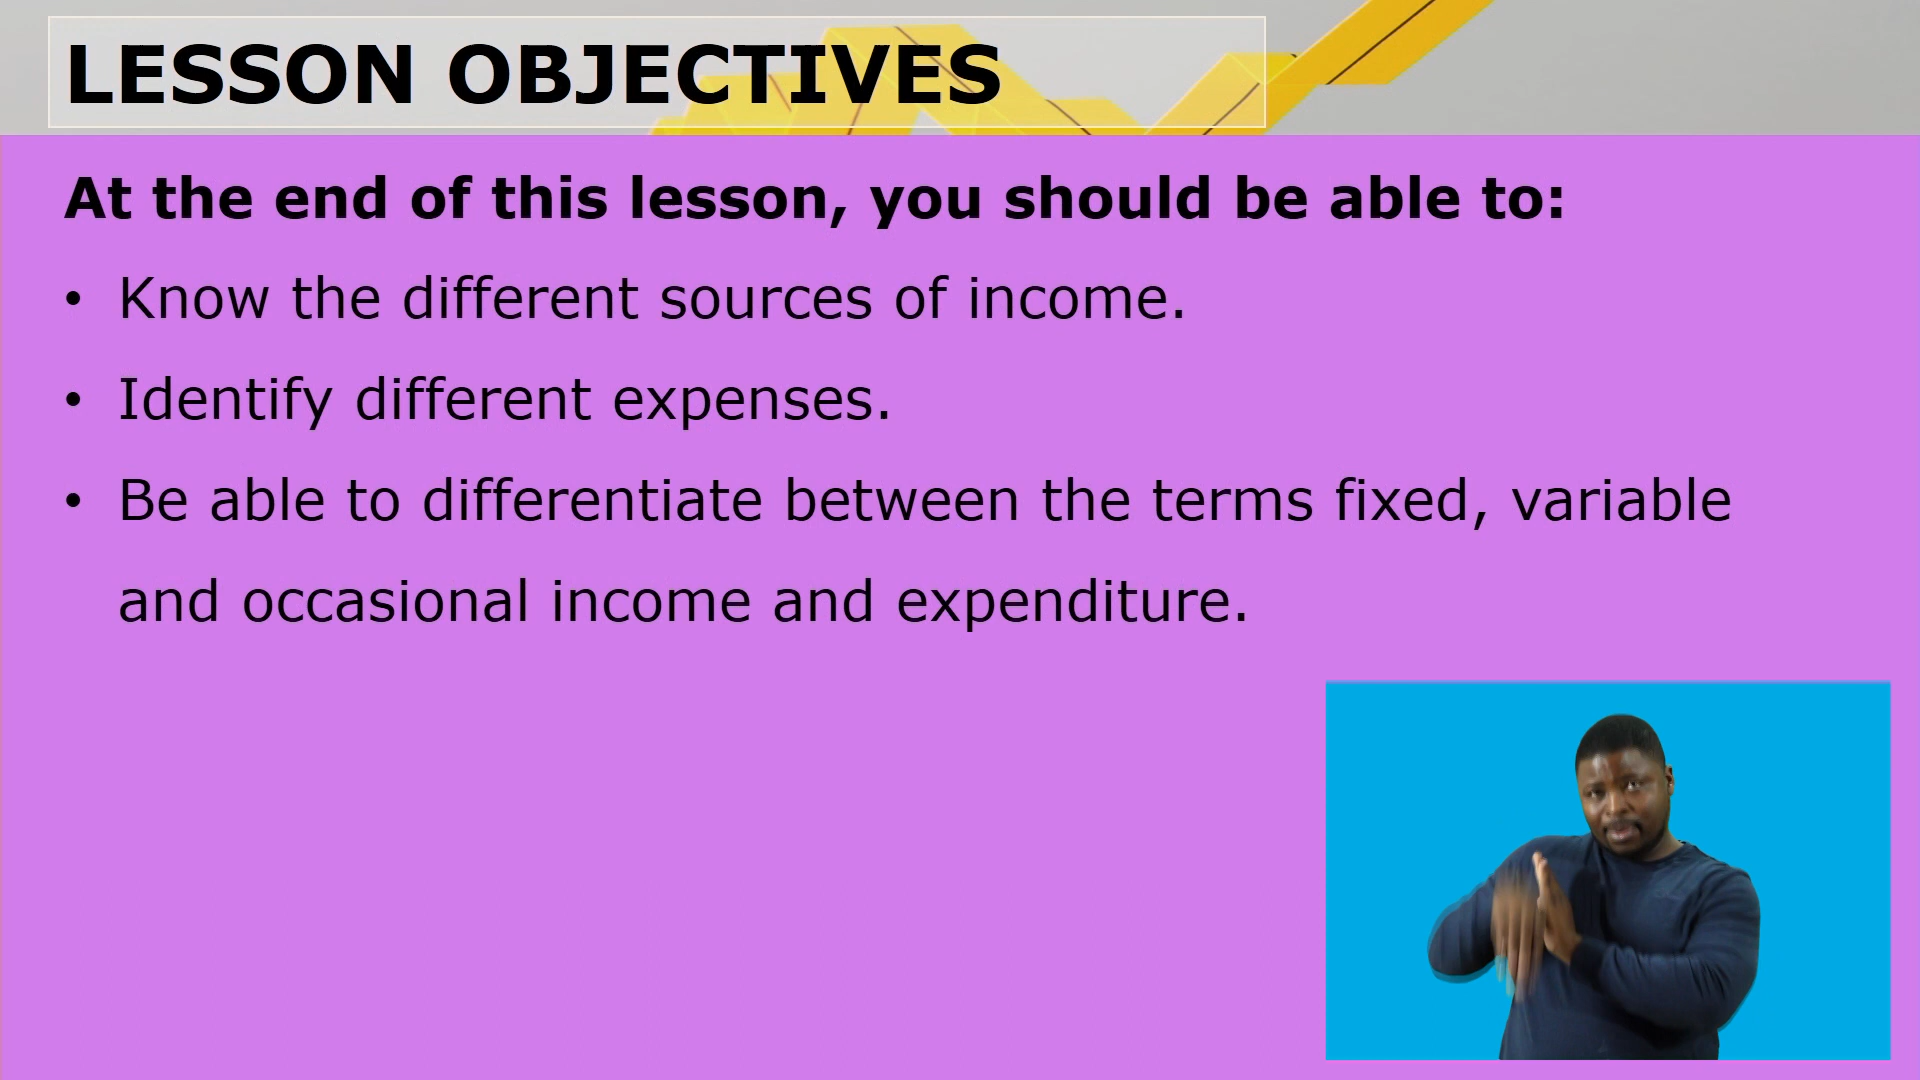 LESSON OBJECTIVES
At the end of this lesson, you should be able to:
• Know the different sources of income.
• Identify different expenses.
• Be able to differentiate between the terms fixed, variable
and occasional income and expenditure.